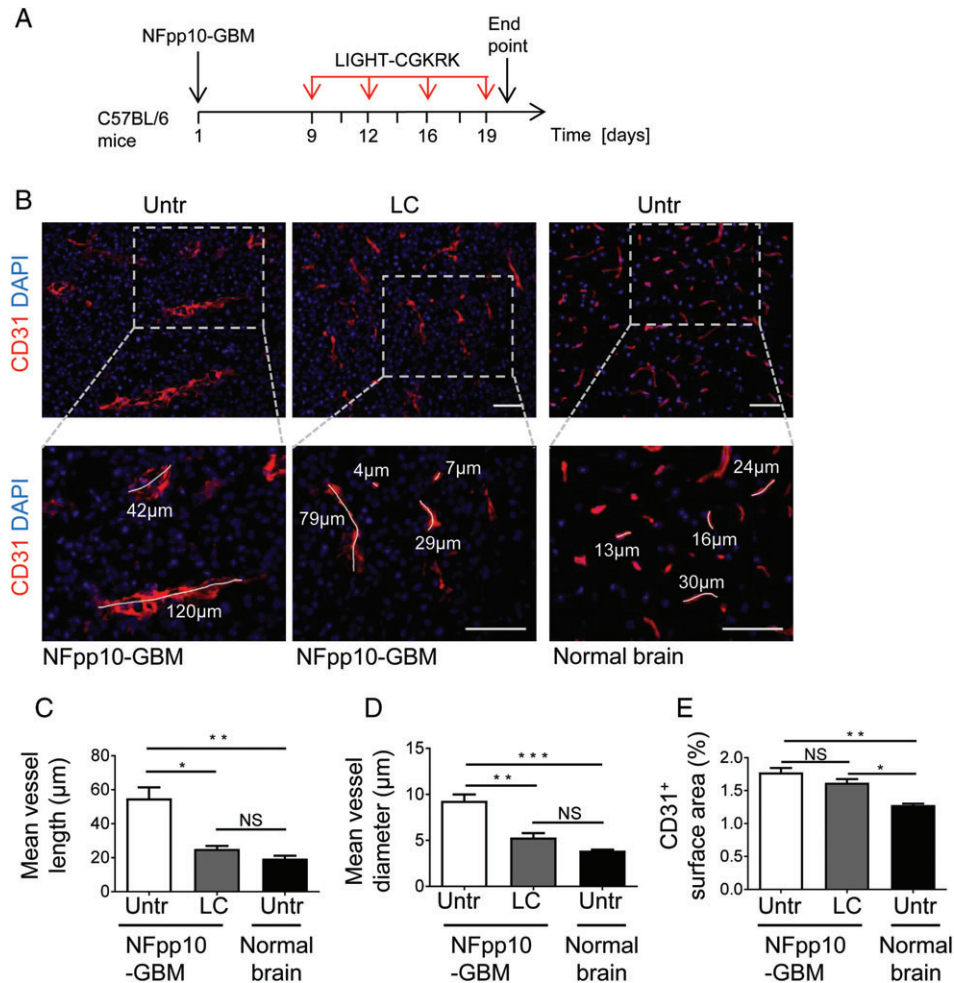 A
NFpp10-GBM
End
point
LIGHT-CGKRK
C57BL/6
mice
1
9
12
16
19
Time [days]
B
Untr
LC
Untr
CD31 DAPI
CD31 DAPI
42µm
120µm
4µm
7µm
79µm
29µm
24µm
13µm
16µm
30µm
NFpp10-GBM
NFpp10-GBM
Normal brain
C
Mean vessel
length (µm)
80
60
40
20
0
* *
*
NS
Untr
LC
Untr
NFpp10
-GBM
Normal
brain
D
Mean vessel
diameter (µm)
15
10
5
0
* * *
* *
NS
Untr
LC
Untr
NFpp10
-GBM
Normal
brain
E
CD31+
surface area (%)
2.0
1.5
1.0
0.5
0.0
* *
NS
*
Untr
LC
Untr
NFpp10
-GBM
Normal
brain